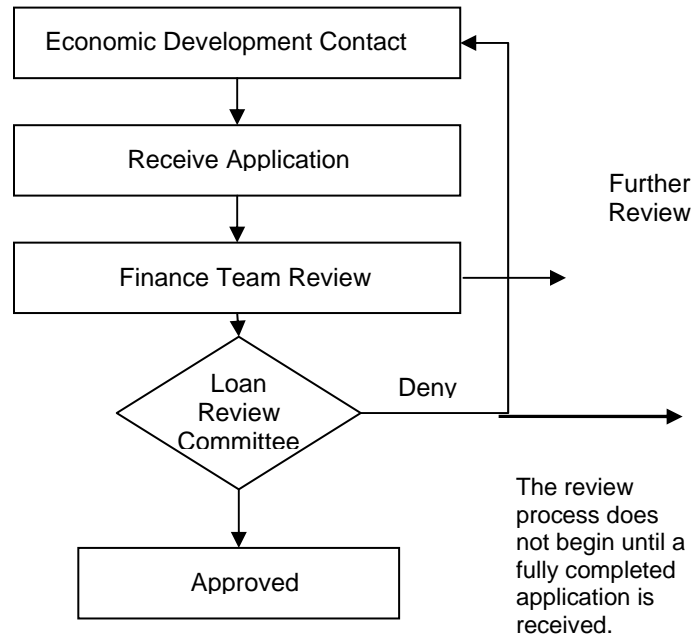 Economic Development Contact
Receive Application
Further
Review
Finance Team Review
Loan
Review
Committee
Deny
The review
process does
not begin until a
fully completed
application is
received.
Approved